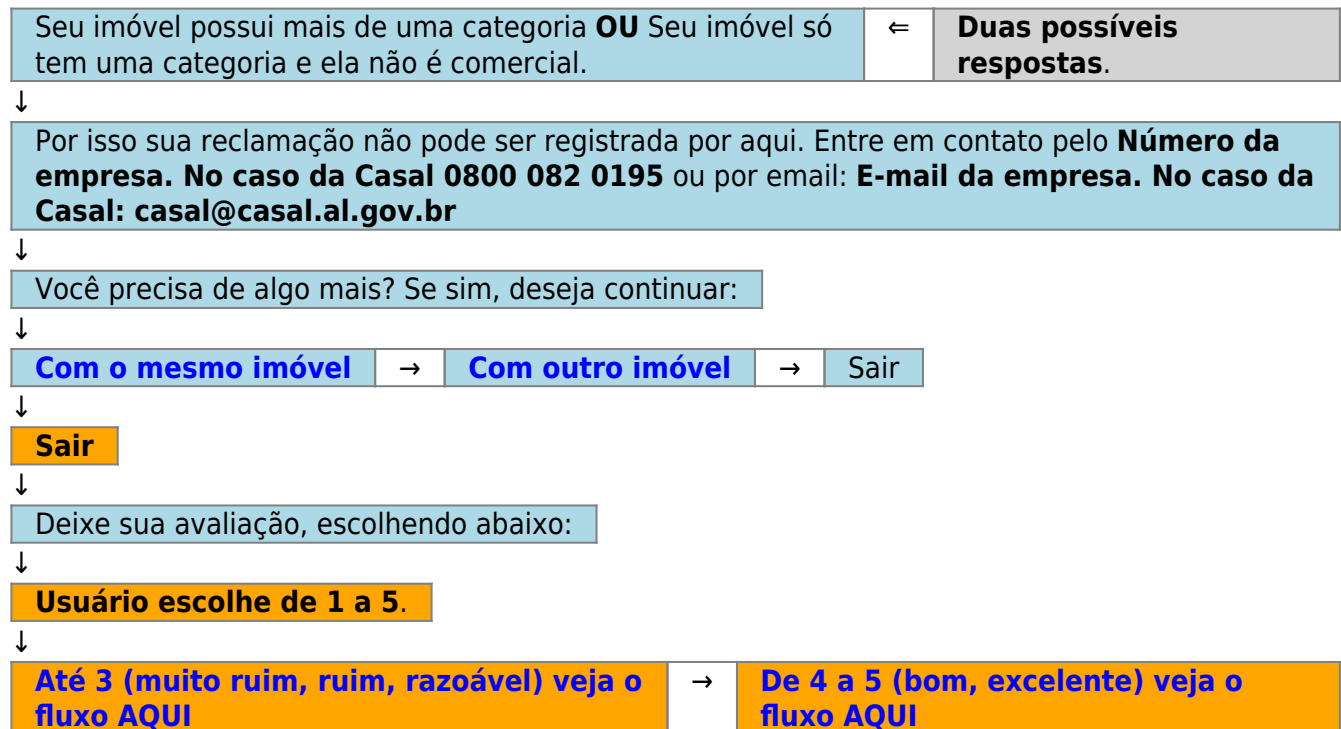 Seu imóvel possui mais de uma categoria OU Seu imóvel só ⇐ Duas possíveis
tem uma categoria e ela não é comercial. respostas.
↓
Por isso sua reclamação não pode ser registrada por aqui. Entre em contato pelo Número da
empresa. No caso da Casal 0800 082 0195 ou por email: E-mail da empresa. No caso da
Casal: casal@casal.al.gov.br
↓
Você precisa de algo mais? Se sim, deseja continuar:
↓
Com o mesmo imóvel → Com outro imóvel → Sair
↓
Sair
↓
Deixe sua avaliação, escolhendo abaixo:
↓
Usuário escolhe de 1 a 5.
↓
Até 3 (muito ruim, ruim, razoável) veja o → De 4 a 5 (bom, excelente) veja o
fluxo AQUI fluxo AQUI